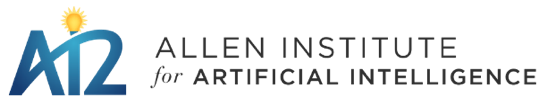 AI2
ALLEN INSTITUTE
for ARTIFICIAL INTELLIGENCE